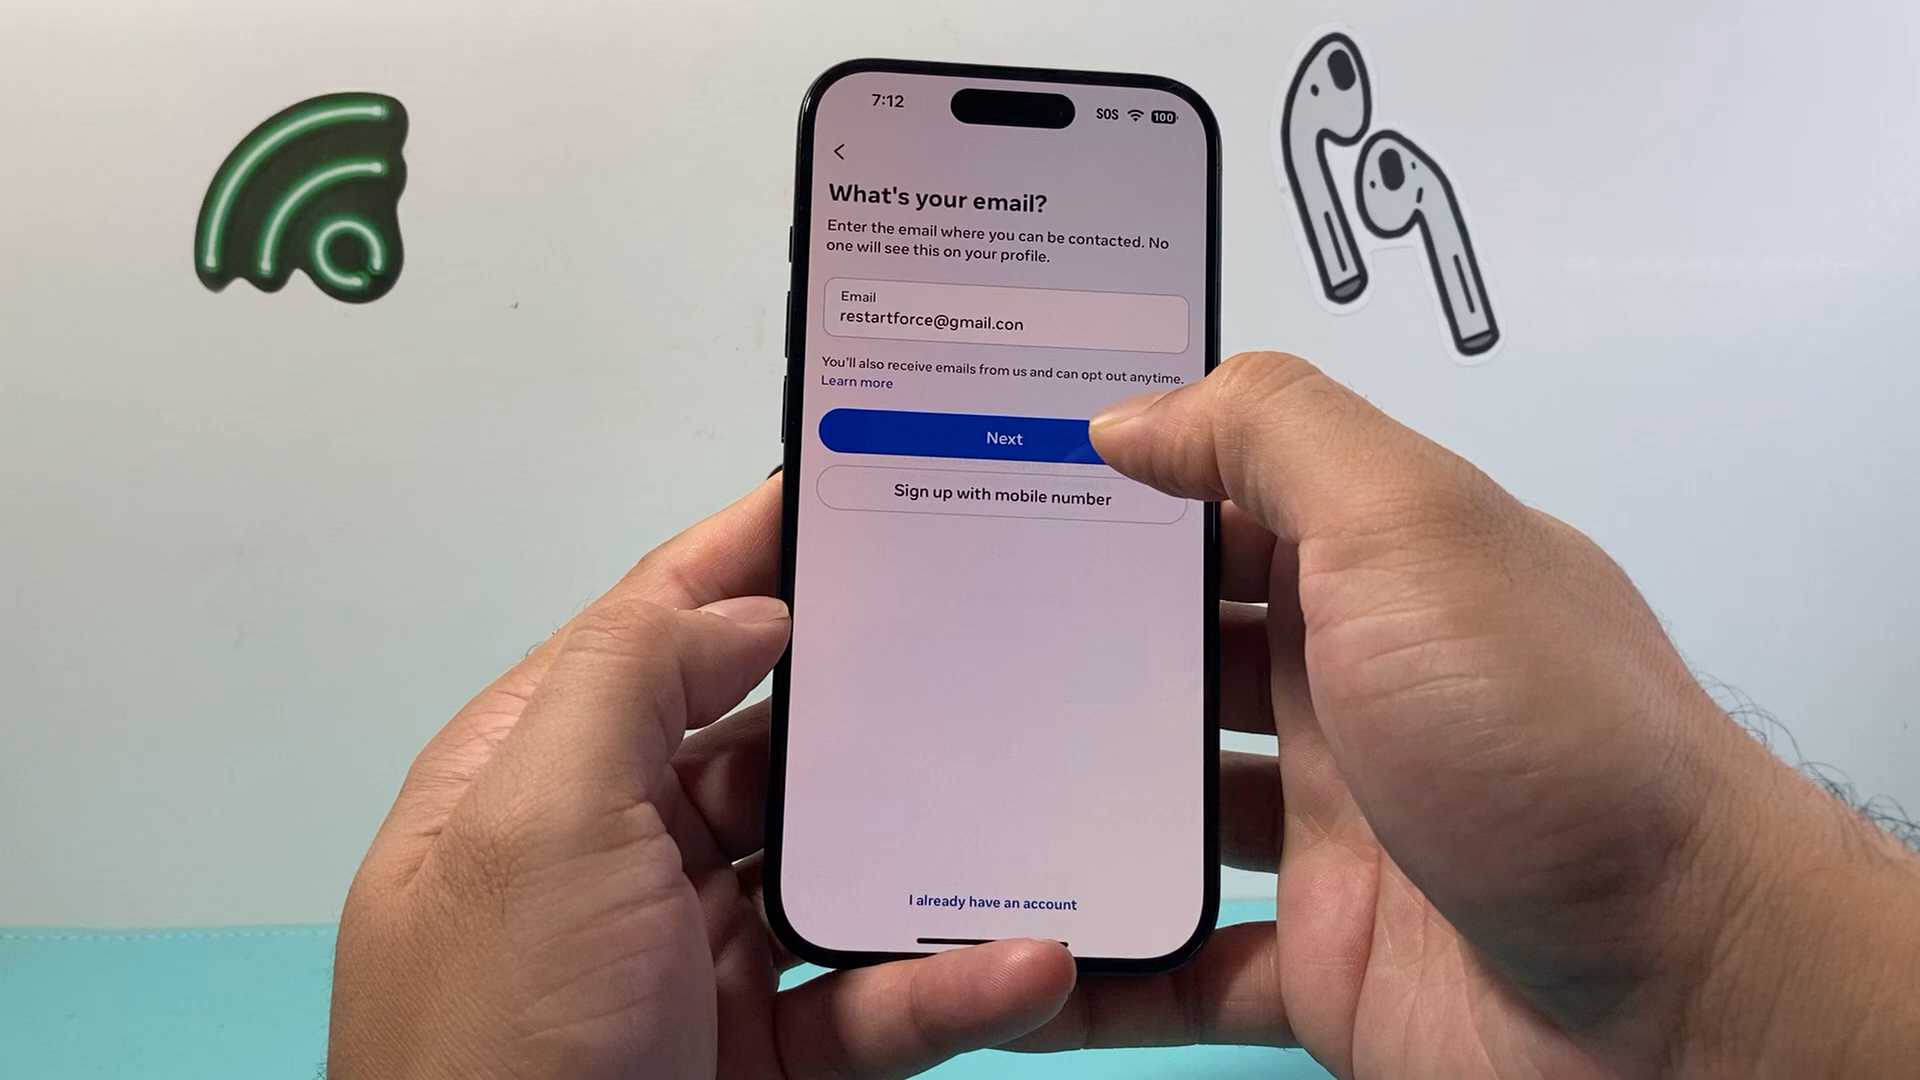 7:12
SOS
100
What's your email?
Enter the email where you can be contacted. No
one will see this on your profile.
Email
restartforce@gmail.con
You'll also receive emails from us and can opt out anytime.
Learn more
Next
Sign up with mobile number
I already have an account